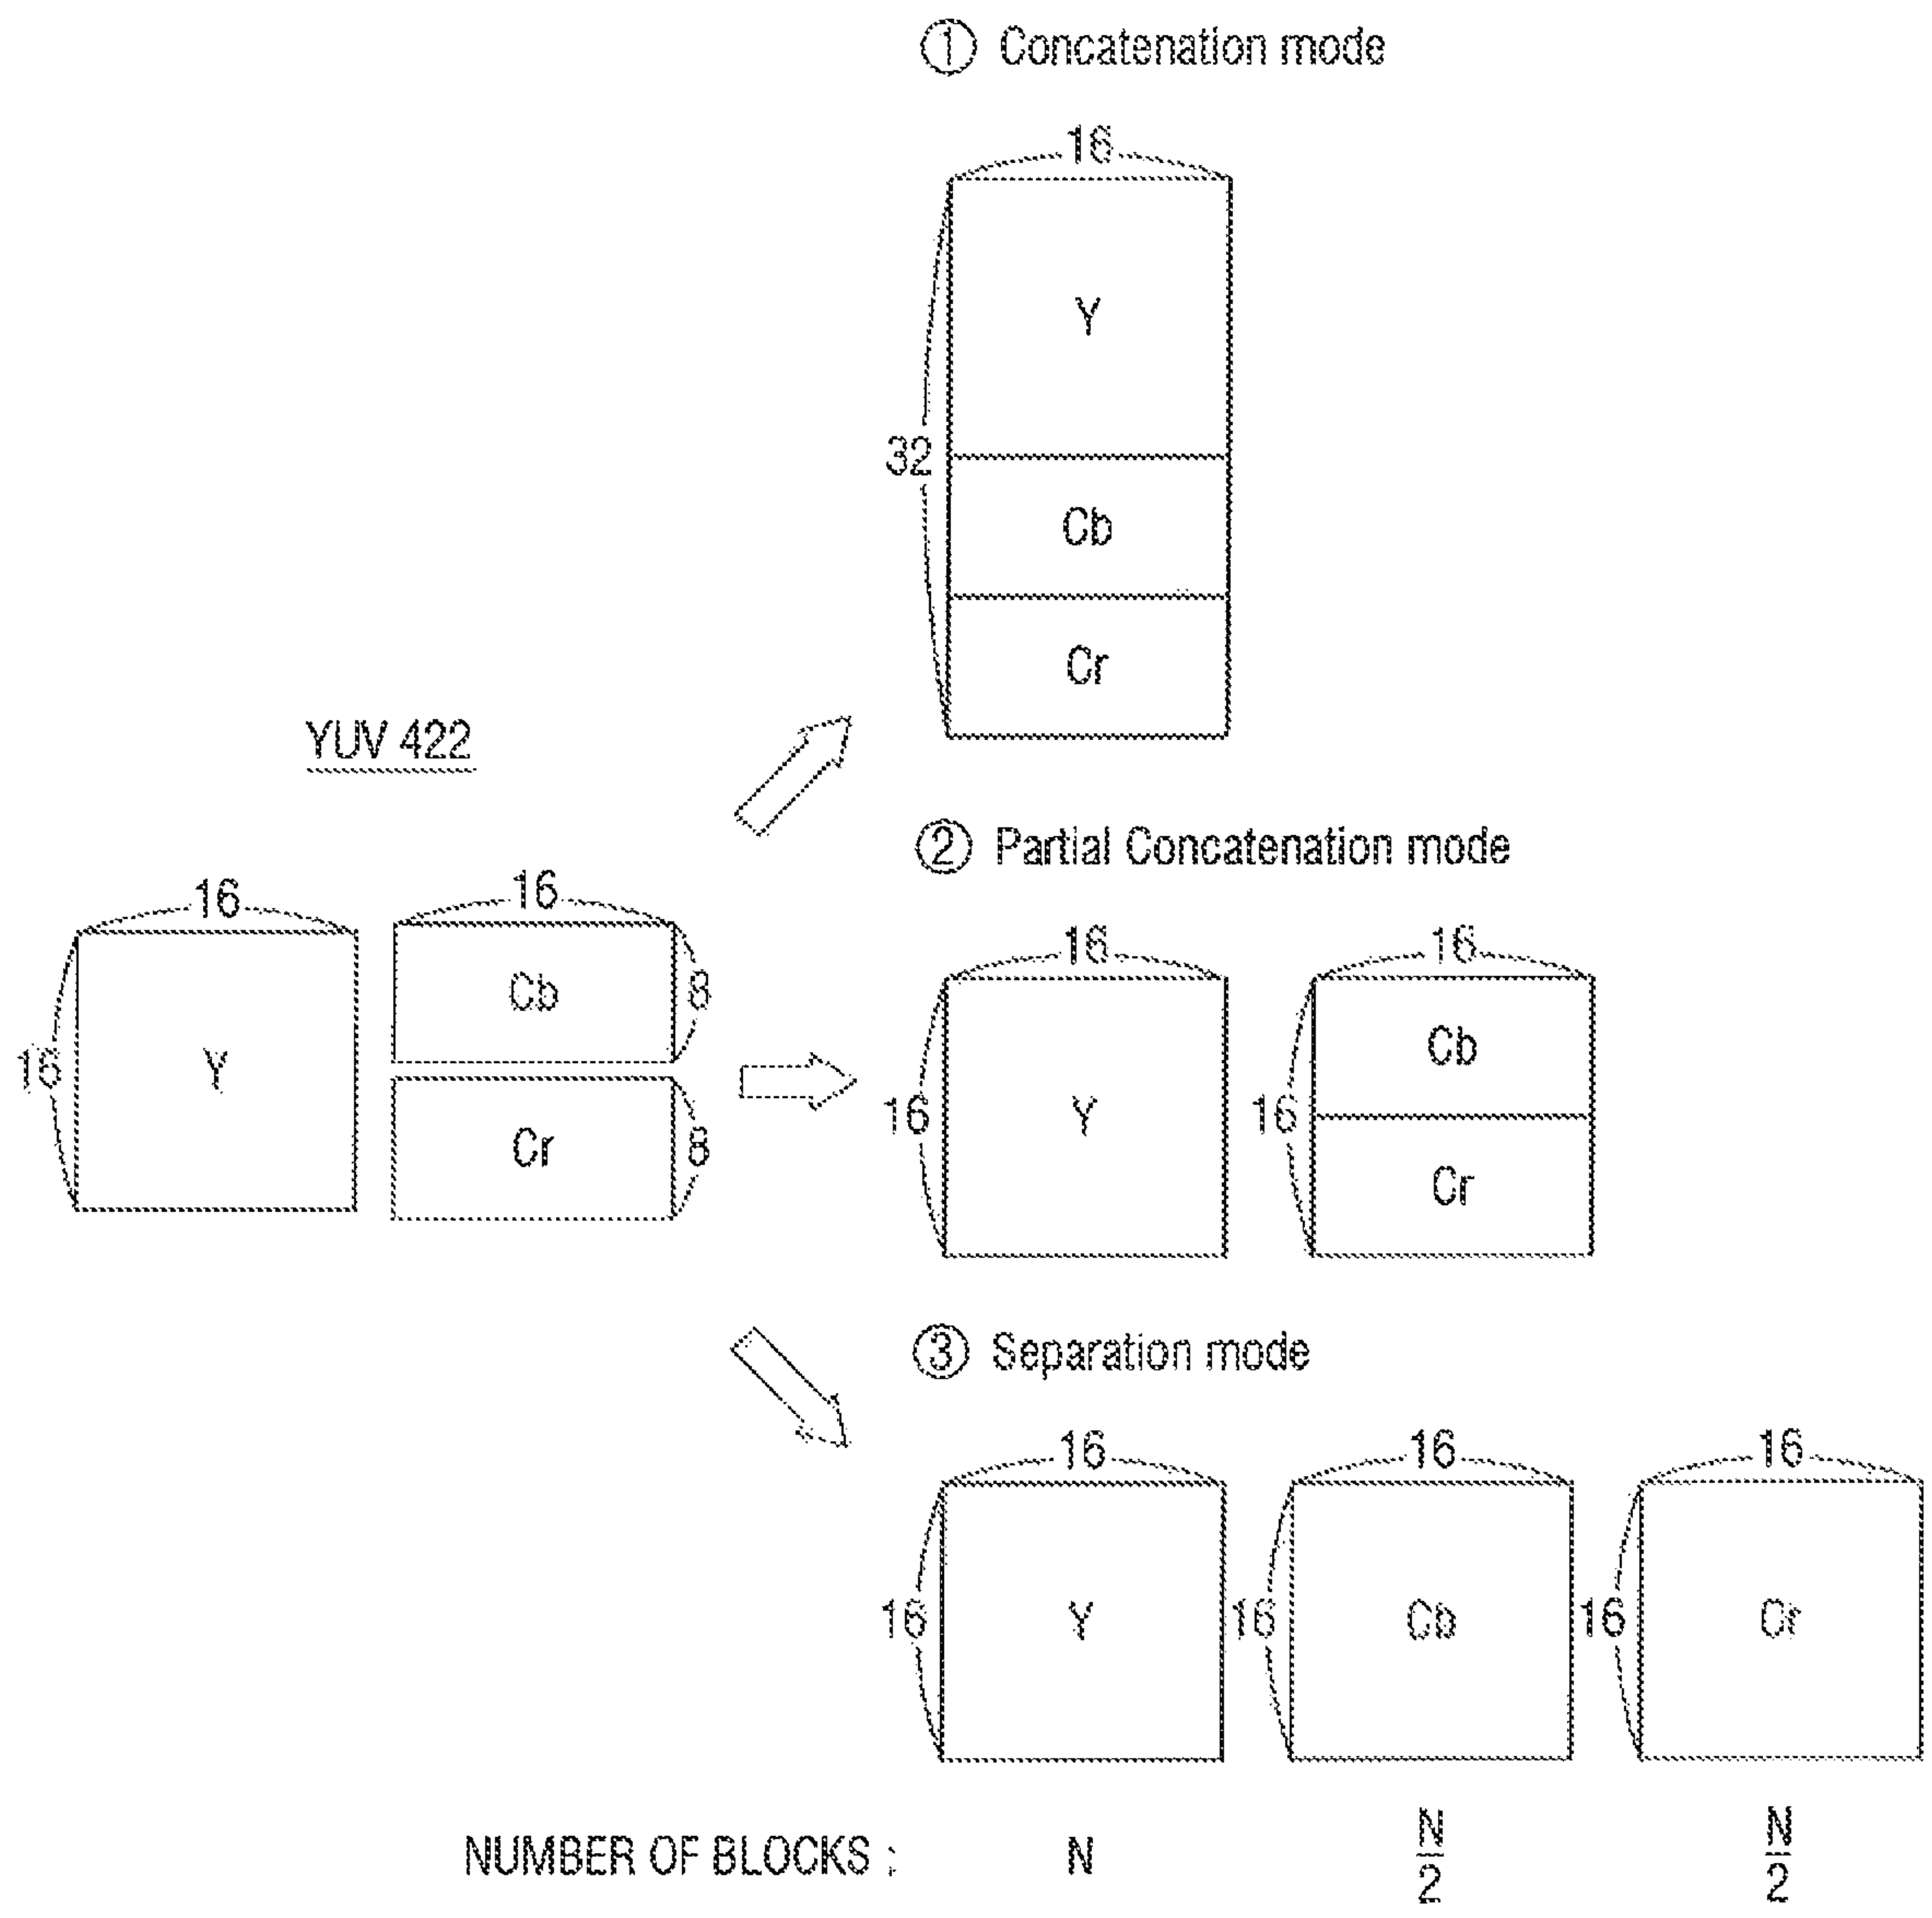 ① Concatenation mode
16
Y
32
Cb
Cr
YUV 422
16
16
Y
16
Cb
8
Cr
8
② Partial Concatenation mode
16
16
Y
16
16
Cb
Cr
③ Separation mode
16
16
16
16
Y
16
Cb
16
Cr
NUMBER OF BLOCKS : N N/2 N/2